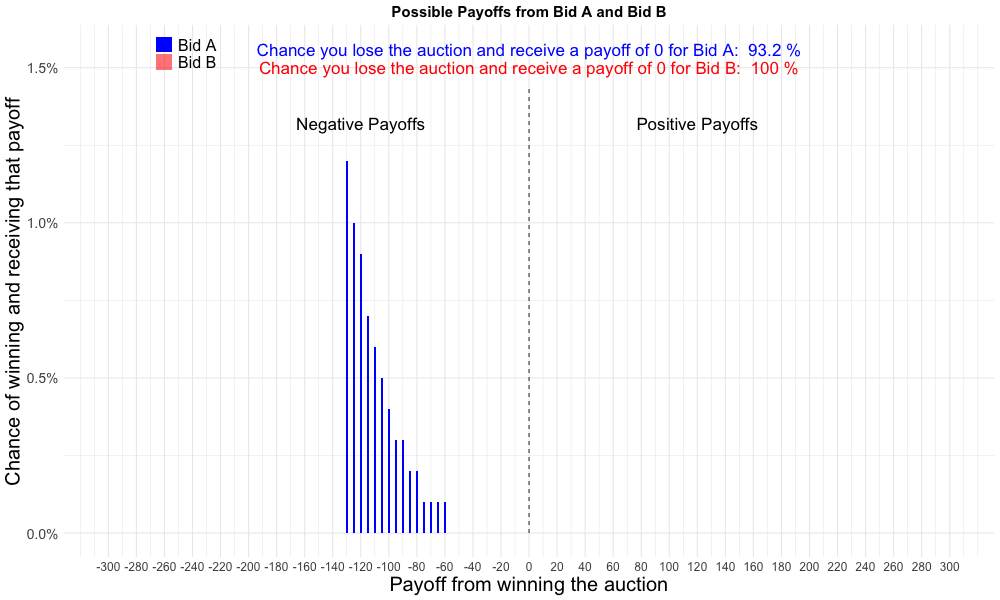 Possible Payoffs from Bid A and Bid B
Bid A
Bid B
Chance you lose the auction and receive a payoff of 0 for Bid A:  93.2 %
Chance you lose the auction and receive a payoff of 0 for Bid B:  100 %
Negative Payoffs
Positive Payoffs
Chance of winning and receiving that payoff
1.5%
1.0%
0.5%
0.0%
-300 -280 -260 -240 -220 -200 -180 -160 -140 -120 -100 -80 -60 -40 -20 0 20 40 60 80 100 120 140 160 180 200 220 240 260 280 300
Payoff from winning the auction